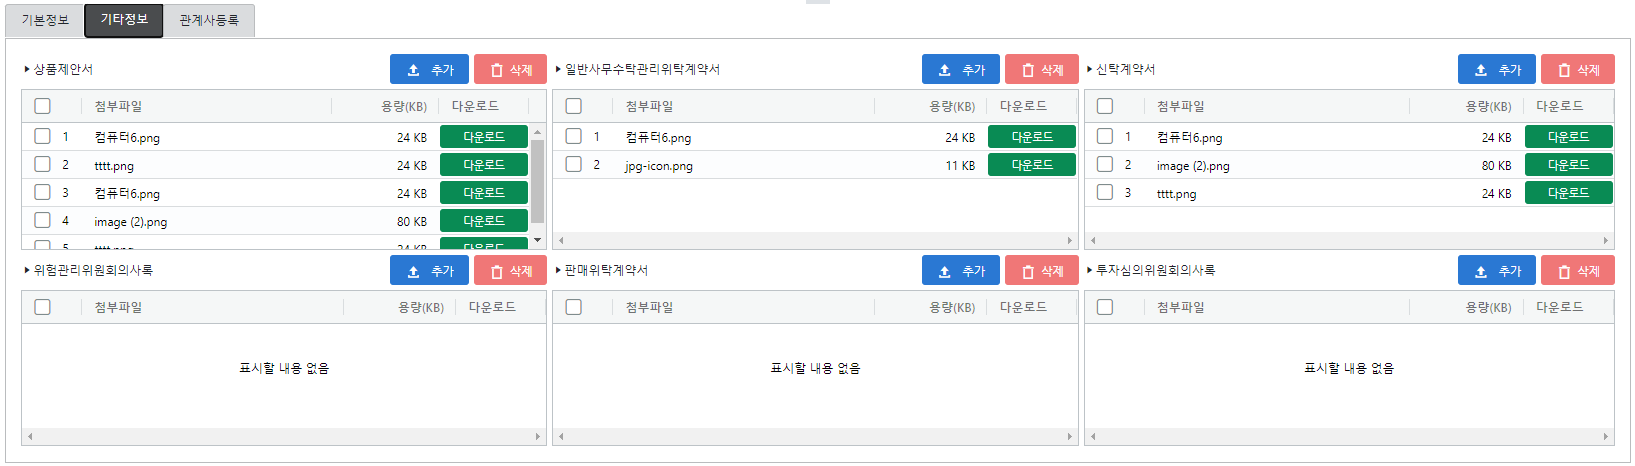 기본정보 기타정보 관계사등록
상품제안서 추가 삭제
첨부파일 용량(KB) 다운로드
1 컴퓨터6.png 24 KB 다운로드
2 tttt.png 24 KB 다운로드
3 컴퓨터6.png 24 KB 다운로드
4 image (2).png 80 KB 다운로드
5 tttt.png 24 KB 다운로드
일반사무수탁관리위탁계약서 추가 삭제
첨부파일 용량(KB) 다운로드
1 컴퓨터6.png 24 KB 다운로드
2 jpg-icon.png 11 KB 다운로드
신탁계약서 추가 삭제
첨부파일 용량(KB) 다운로드
1 컴퓨터6.png 24 KB 다운로드
2 image (2).png 80 KB 다운로드
3 tttt.png 24 KB 다운로드
위험관리위원회의사록 추가 삭제
첨부파일 용량(KB) 다운로드
표시할 내용 없음
판매위탁계약서 추가 삭제
첨부파일 용량(KB) 다운로드
표시할 내용 없음
투자심의위원회의사록 추가 삭제
첨부파일 용량(KB) 다운로드
표시할 내용 없음